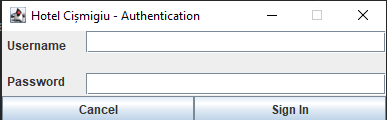 Hotel Cișmigiu - Authentication
Username
Password
Cancel Sign In